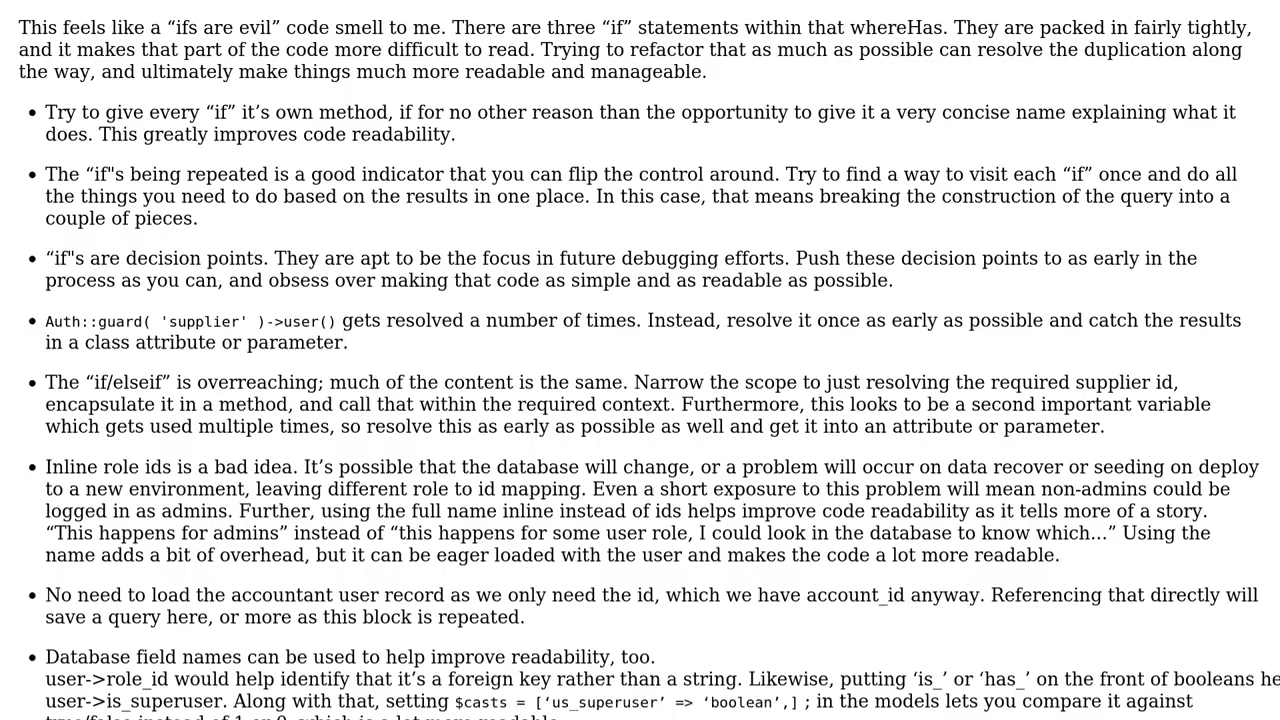 This feels like a “ifs are evil” code smell to me. There are three “if” statements within that whereHas. They are packed in fairly tightly,
and it makes that part of the code more difficult to read. Trying to refactor that as much as possible can resolve the duplication along
the way, and ultimately make things much more readable and manageable.
• Try to give every “if” it’s own method, if for no other reason than the opportunity to give it a very concise name explaining what it
does. This greatly improves code readability.
• The “if"s being repeated is a good indicator that you can flip the control around. Try to find a way to visit each “if” once and do all
the things you need to do based on the results in one place. In this case, that means breaking the construction of the query into a
couple of pieces.
• “if"s are decision points. They are apt to be the focus in future debugging efforts. Push these decision points to as early in the
process as you can, and obsess over making that code as simple and as readable as possible.
• Auth::guard( 'supplier' )->user() gets resolved a number of times. Instead, resolve it once as early as possible and catch the results
in a class attribute or parameter.
• The “if/elseif” is overreaching; much of the content is the same. Narrow the scope to just resolving the required supplier id,
encapsulate it in a method, and call that within the required context. Furthermore, this looks to be a second important variable
which gets used multiple times, so resolve this as early as possible as well and get it into an attribute or parameter.
• Inline role ids is a bad idea. It’s possible that the database will change, or a problem will occur on data recover or seeding on deploy
to a new environment, leaving different role to id mapping. Even a short exposure to this problem will mean non-admins could be
logged in as admins. Further, using the full name inline instead of ids helps improve code readability as it tells more of a story.
“This happens for admins” instead of “this happens for some user role, I could look in the database to know which...” Using the
name adds a bit of overhead, but it can be eager loaded with the user and makes the code a lot more readable.
• No need to load the accountant user record as we only need the id, which we have account_id anyway. Referencing that directly will
save a query here, or more as this block is repeated.
• Database field names can be used to help improve readability, too.
user->role_id would help identify that it’s a foreign key rather than a string. Likewise, putting ‘is_’ or ‘has_’ on the front of booleans he
user->is_superuser. Along with that, setting $casts = [‘us_superuser’ => ‘boolean’,] ; in the models lets you compare it against